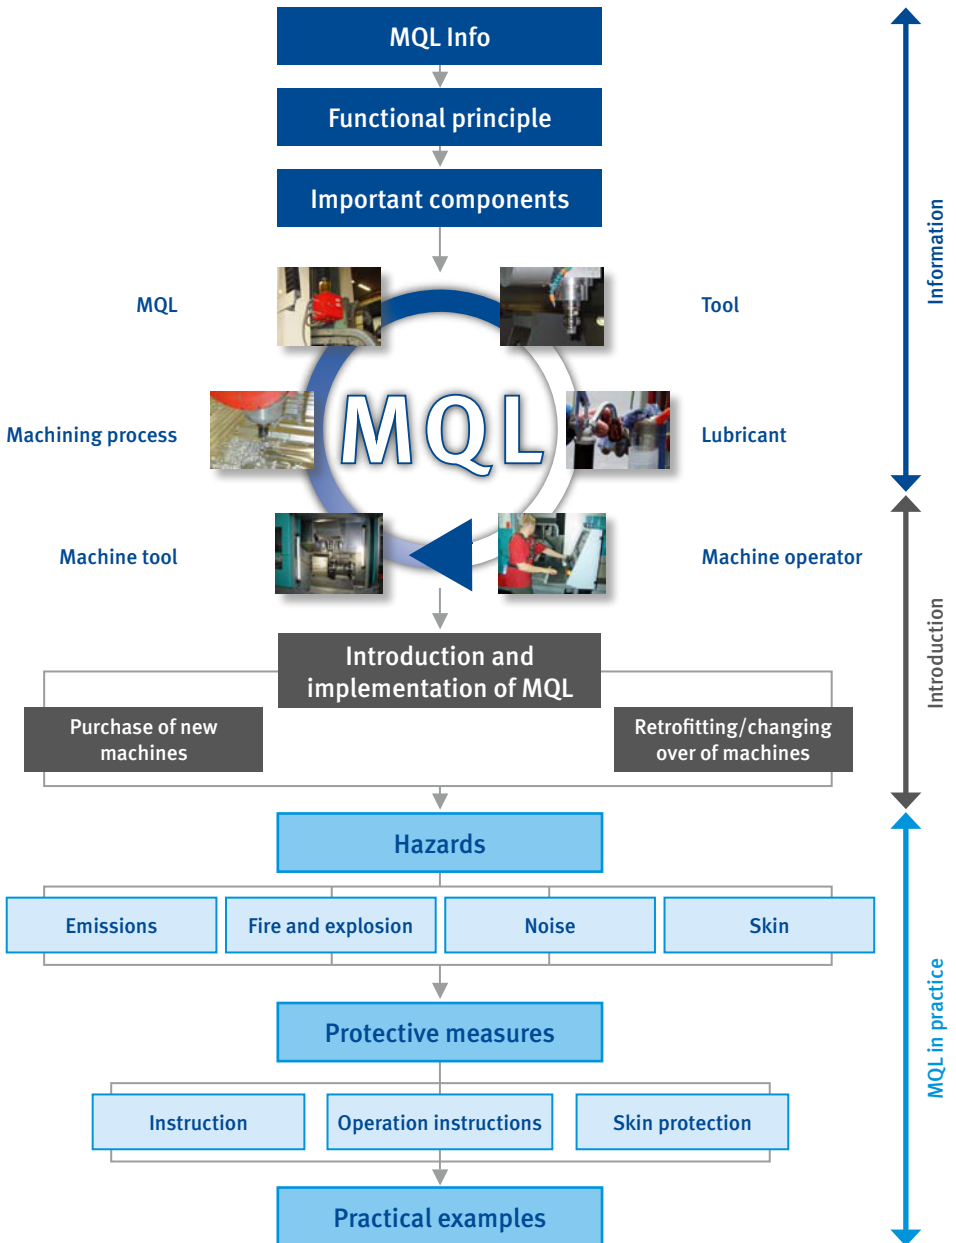 MQL Info
Functional principle
Important components
MQL
Tool
Machining process
MQL
Lubricant
Machine tool
Machine operator
Introduction and
implementation of MQL
Purchase of new
machines
Retrofitting/changing
over of machines
Hazards
Emissions
Fire and explosion
Noise
Skin
Protective measures
Instruction
Operation instructions
Skin protection
Practical examples
Information
Introduction
MQL in practice